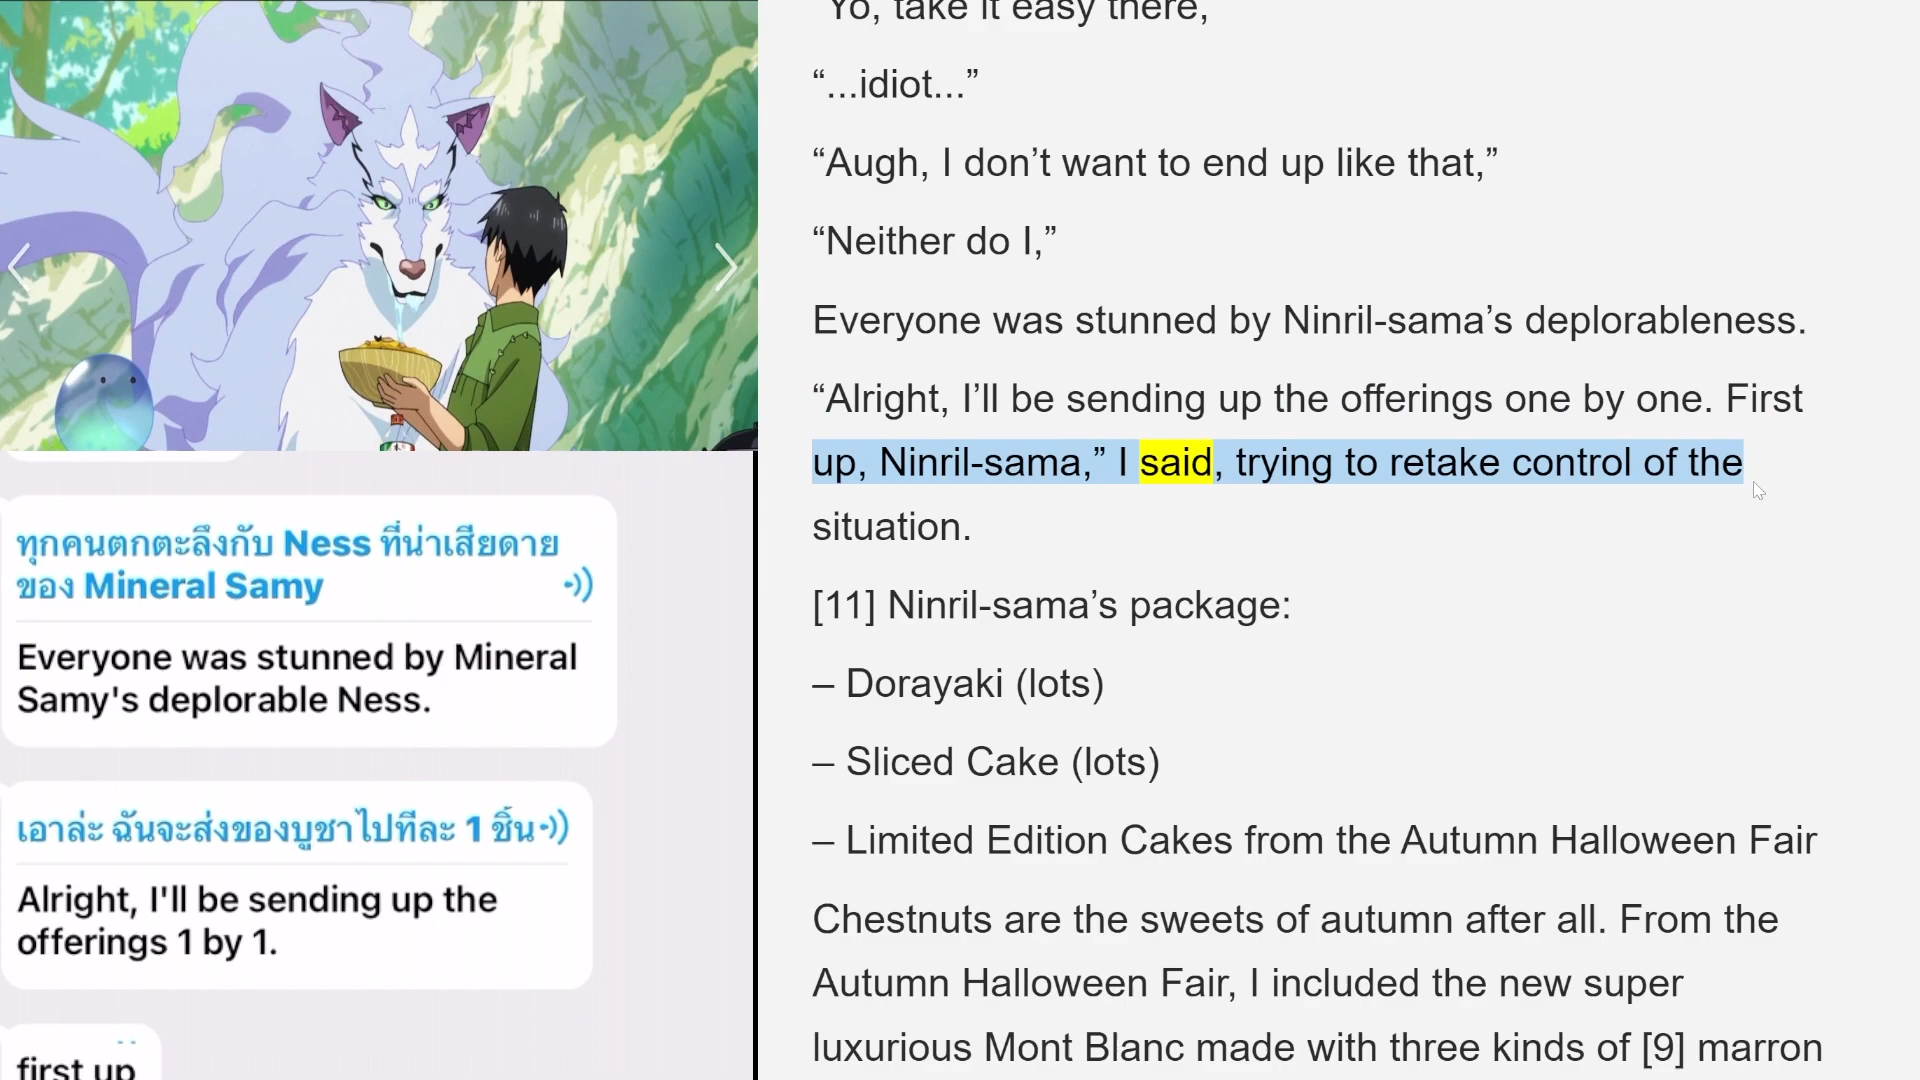 “Yo, take it easy there,
“...idiot...”
“Augh, I don’t want to end up like that,”
“Neither do I,”
Everyone was stunned by Ninril-sama’s deplorableness.
“Alright, I’ll be sending up the offerings one by one. First
up, Ninril-sama,” I said, trying to retake control of the
situation.
[11] Ninril-sama’s package:
– Dorayaki (lots)
– Sliced Cake (lots)
– Limited Edition Cakes from the Autumn Halloween Fair
Chestnuts are the sweets of autumn after all. From the
Autumn Halloween Fair, I included the new super
luxurious Mont Blanc made with three kinds of [9] marron
ทุกคนตกตะลึงกับ Ness ที่น่าเสียดาย
ของ Mineral Samy
Everyone was stunned by Mineral
Samy's deplorable Ness.
เอาล่ะ ฉันจะส่งของบูชาไปทีละ 1 ชิ้น
Alright, I'll be sending up the
offerings 1 by 1.
first up